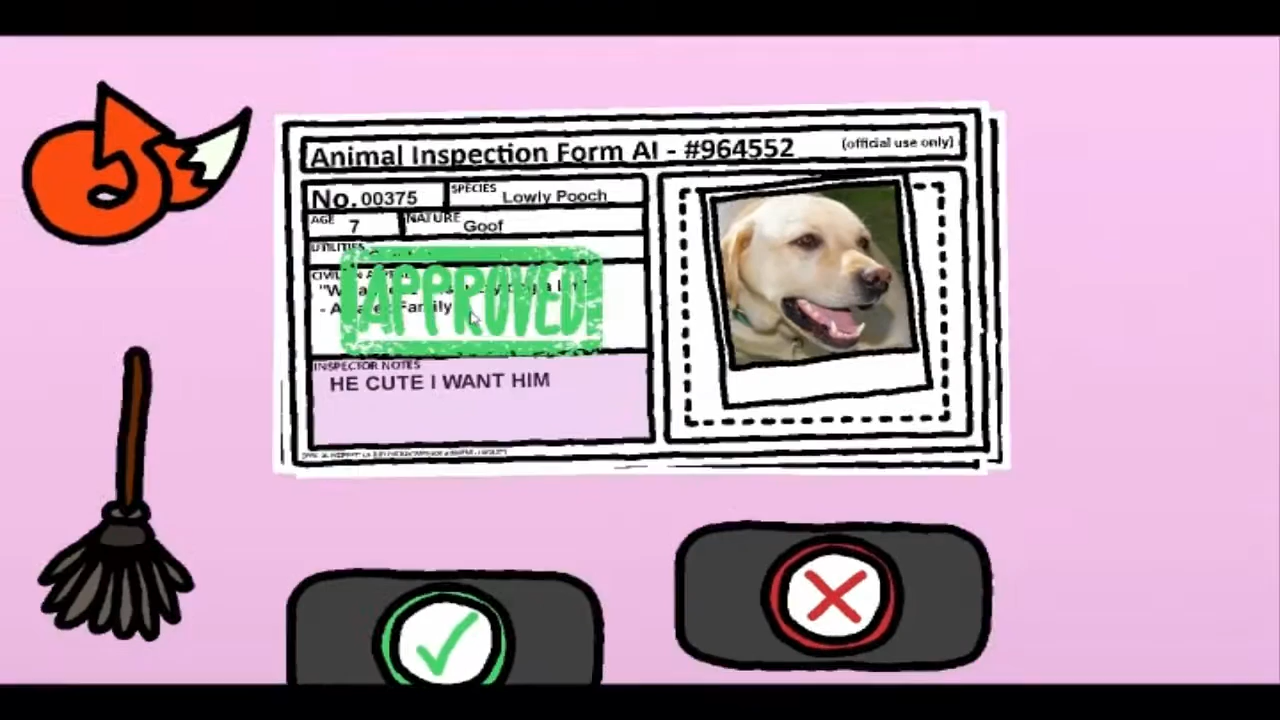 Animal Inspection Form AI - #964552
(official use only)
No. 00375
SPECIES
Lowly Pooch
AGE 7
NATURE
Goof
UTILITIES
APPROVED
Family
INSPECTOR NOTES
HE CUTE I WANT HIM